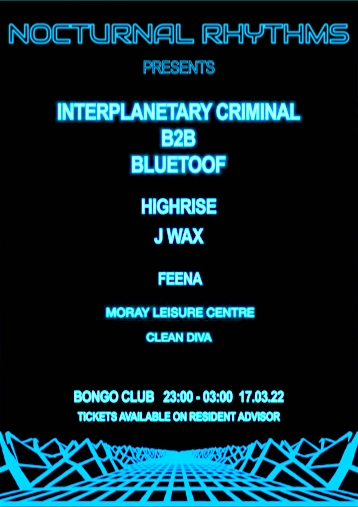 NOCTURNAL RHYTHMS
PRESENTS
INTERPLANETARY CRIMINAL
B2B
BLUETOOF
HIGHRISE
J WAX
FEENA
MORAY LEISURE CENTRE
CLEAN DIVA
BONGO CLUB 23:00 - 03:00 17.03.22
TICKETS AVAILABLE ON RESIDENT ADVISOR